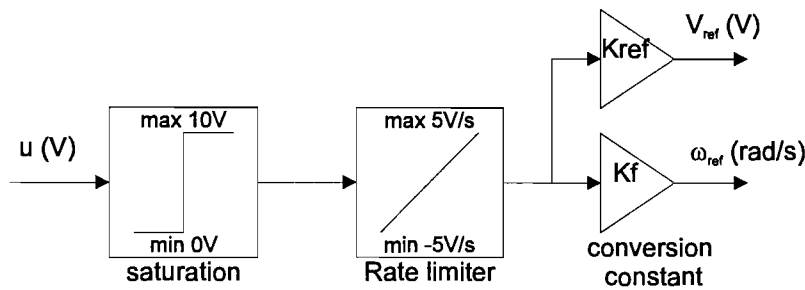 u (V)
max 10V
min 0V
saturation
max 5V/s
min -5V/s
Rate limiter
Kref
V_ref (V)
Kf
ω_ref (rad/s)
conversion
constant